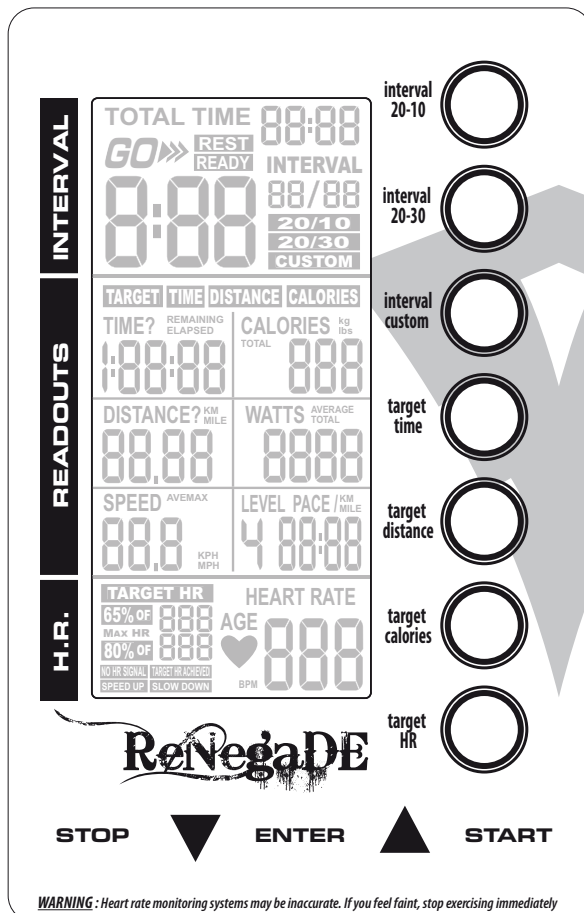 INTERVAL
TOTAL TIME 88:88
GO REST
READY
INTERVAL
8:88
88/88
20/10
20/30
CUSTOM
interval
20-10
interval
20-30
interval
custom
READOUTS
TARGET TIME DISTANCE CALORIES
TIME? REMAINING
ELAPSED
1:88:88
CALORIES kg
lbs
TOTAL
888
DISTANCE? KM
MILE
88.88
WATTS AVERAGE
TOTAL
8888
SPEED AVEMAX
88.8 KPH
MPH
LEVEL PACE / KM
MILE
4 88:88
target
time
target
distance
target
calories
H.R.
TARGET HR
65% OF 888
MAX HR
80% OF 888
NO HR SIGNAL TARGET HR ACHIEVED
SPEED UP SLOW DOWN
HEART RATE
AGE
888
BPM
target
HR
ReNegaDE
STOP ENTER START
WARNING : Heart rate monitoring systems may be inaccurate. If you feel faint, stop exercising immediately